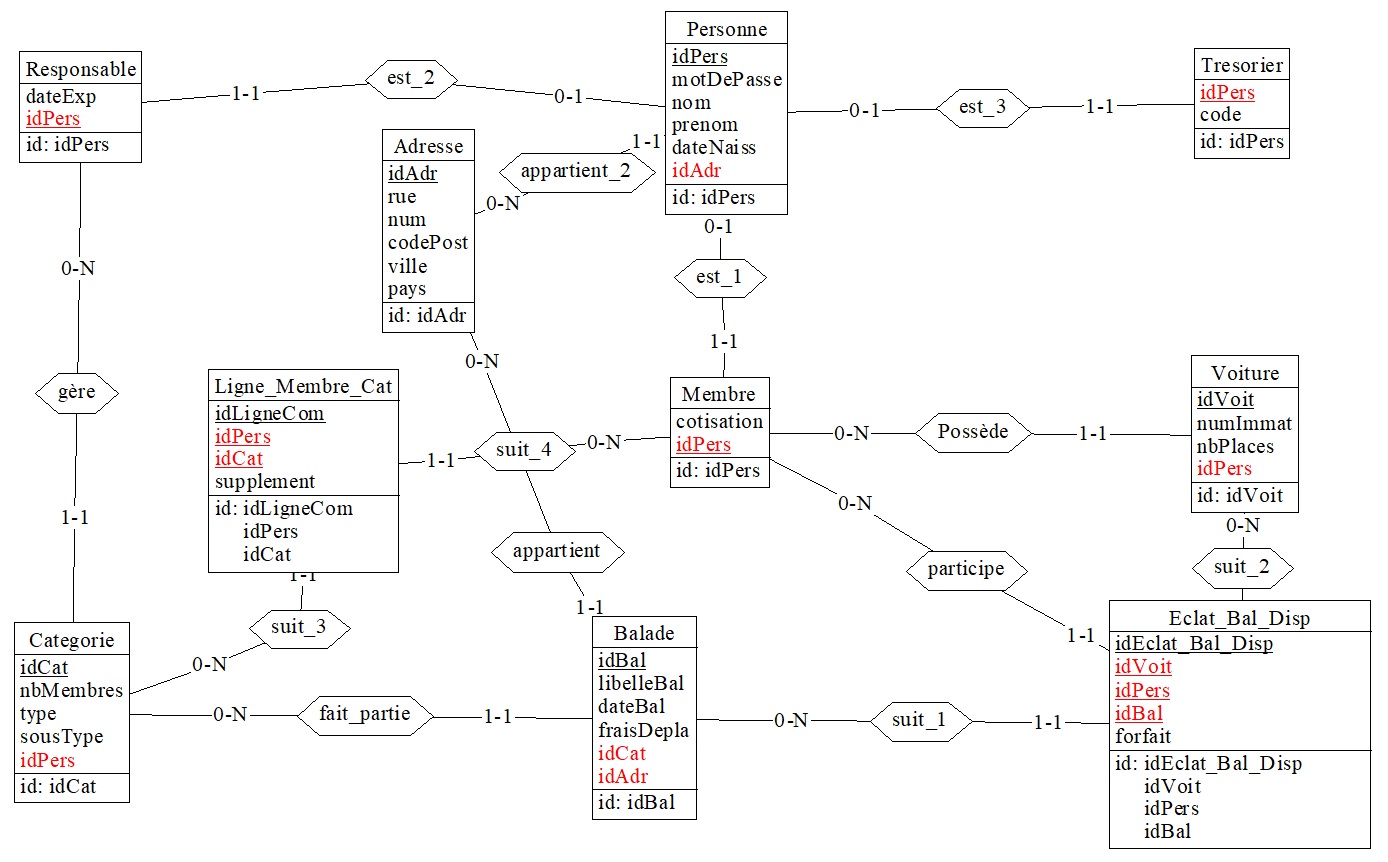 Personne
idPers
motDePasse
nom
prenom
dateNaiss
idAdr
id: idPers
Responsable
dateExp
idPers
id: idPers
1-1
est_2
0-1
Tresorier
idPers
code
id: idPers
0-1
est_3
1-1
Adresse
idAdr
rue
num
codePost
ville
pays
id: idAdr
1-1
appartient_2
0-N
0-1
est_1
1-1
0-N
gère
1-1
0-N
Ligne_Membre_Cat
idLigneCom
idPers
idCat
supplement
id: idLigneCom
idPers
idCat
1-1
suit_4
0-N
Membre
cotisation
idPers
id: idPers
0-N
Possède
1-1
Voiture
idVoit
numImmat
nbPlaces
idPers
id: idVoit
0-N
participe
1-1
0-N
suit_2
appartient
1-1
1-1
suit_3
0-N
Categorie
idCat
nbMembres
type
sousType
idPers
id: idCat
0-N
fait_partie
1-1
Balade
idBal
libelleBal
dateBal
fraisDepla
idCat
idAdr
id: idBal
0-N
suit_1
1-1
Eclat_Bal_Disp
idEclat_Bal_Disp
idVoit
idPers
idBal
forfait
id: idEclat_Bal_Disp
idVoit
idPers
idBal